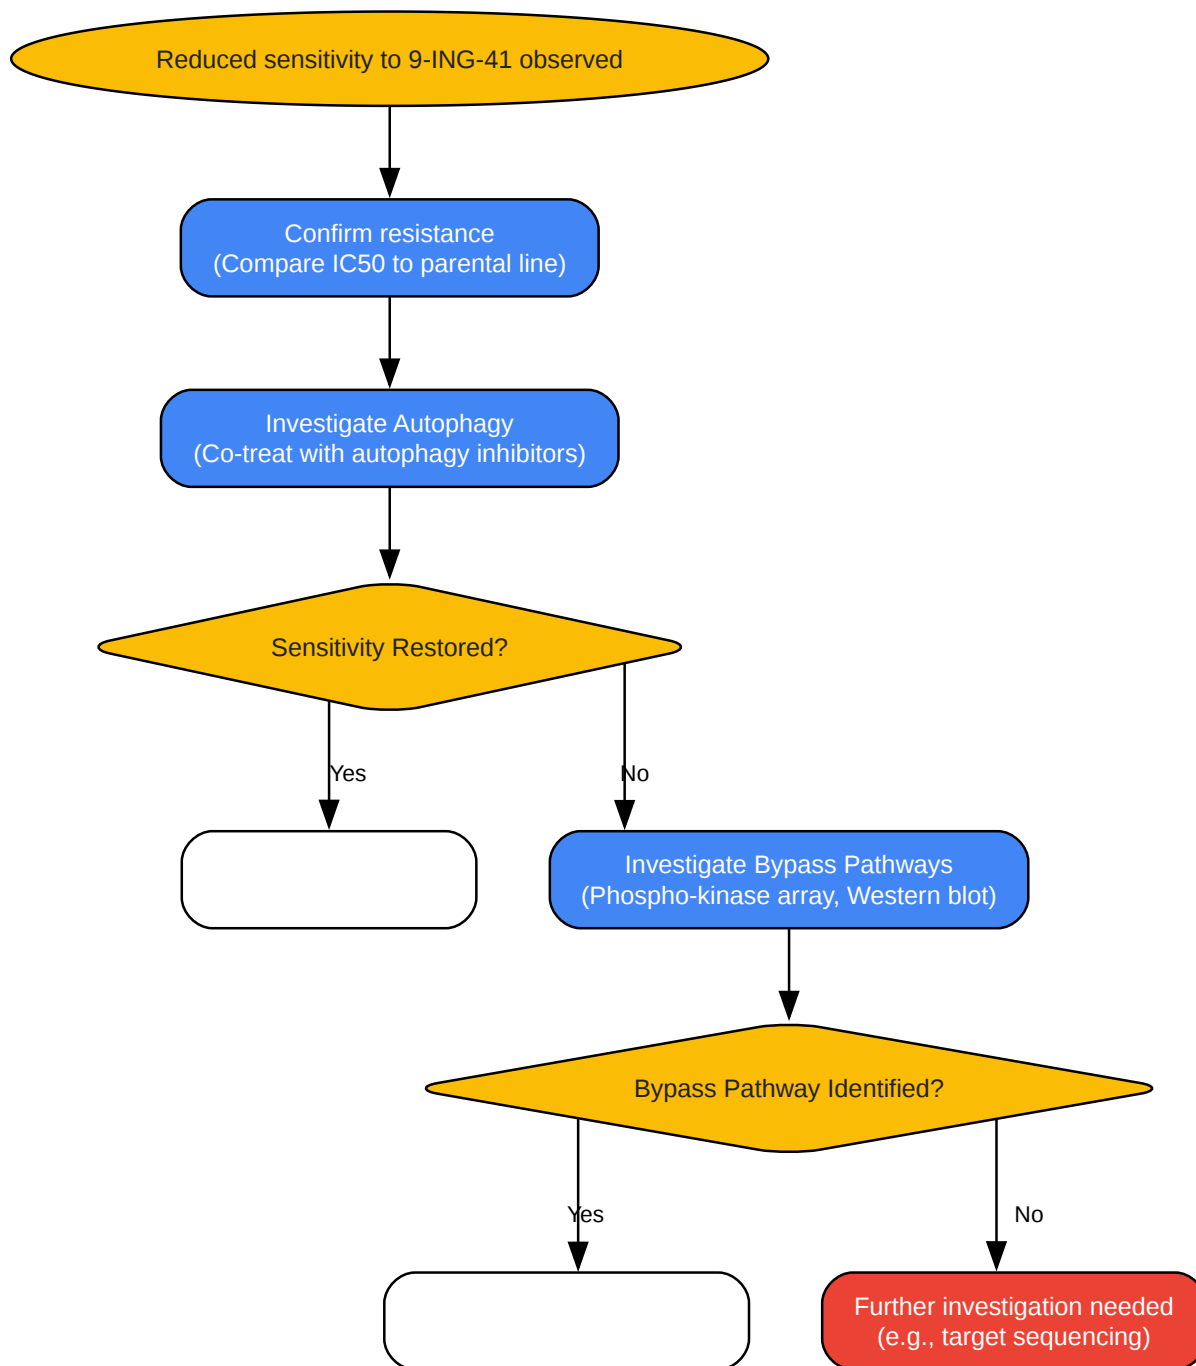 Reduced sensitivity to 9-ING-41 observed
Confirm resistance
(Compare IC50 to parental line)
Investigate Autophagy
(Co-treat with autophagy inhibitors)
Sensitivity Restored?
Yes
No
Investigate Bypass Pathways
(Phospho-kinase array, Western blot)
Bypass Pathway Identified?
Yes
No
Further investigation needed
(e.g., target sequencing)